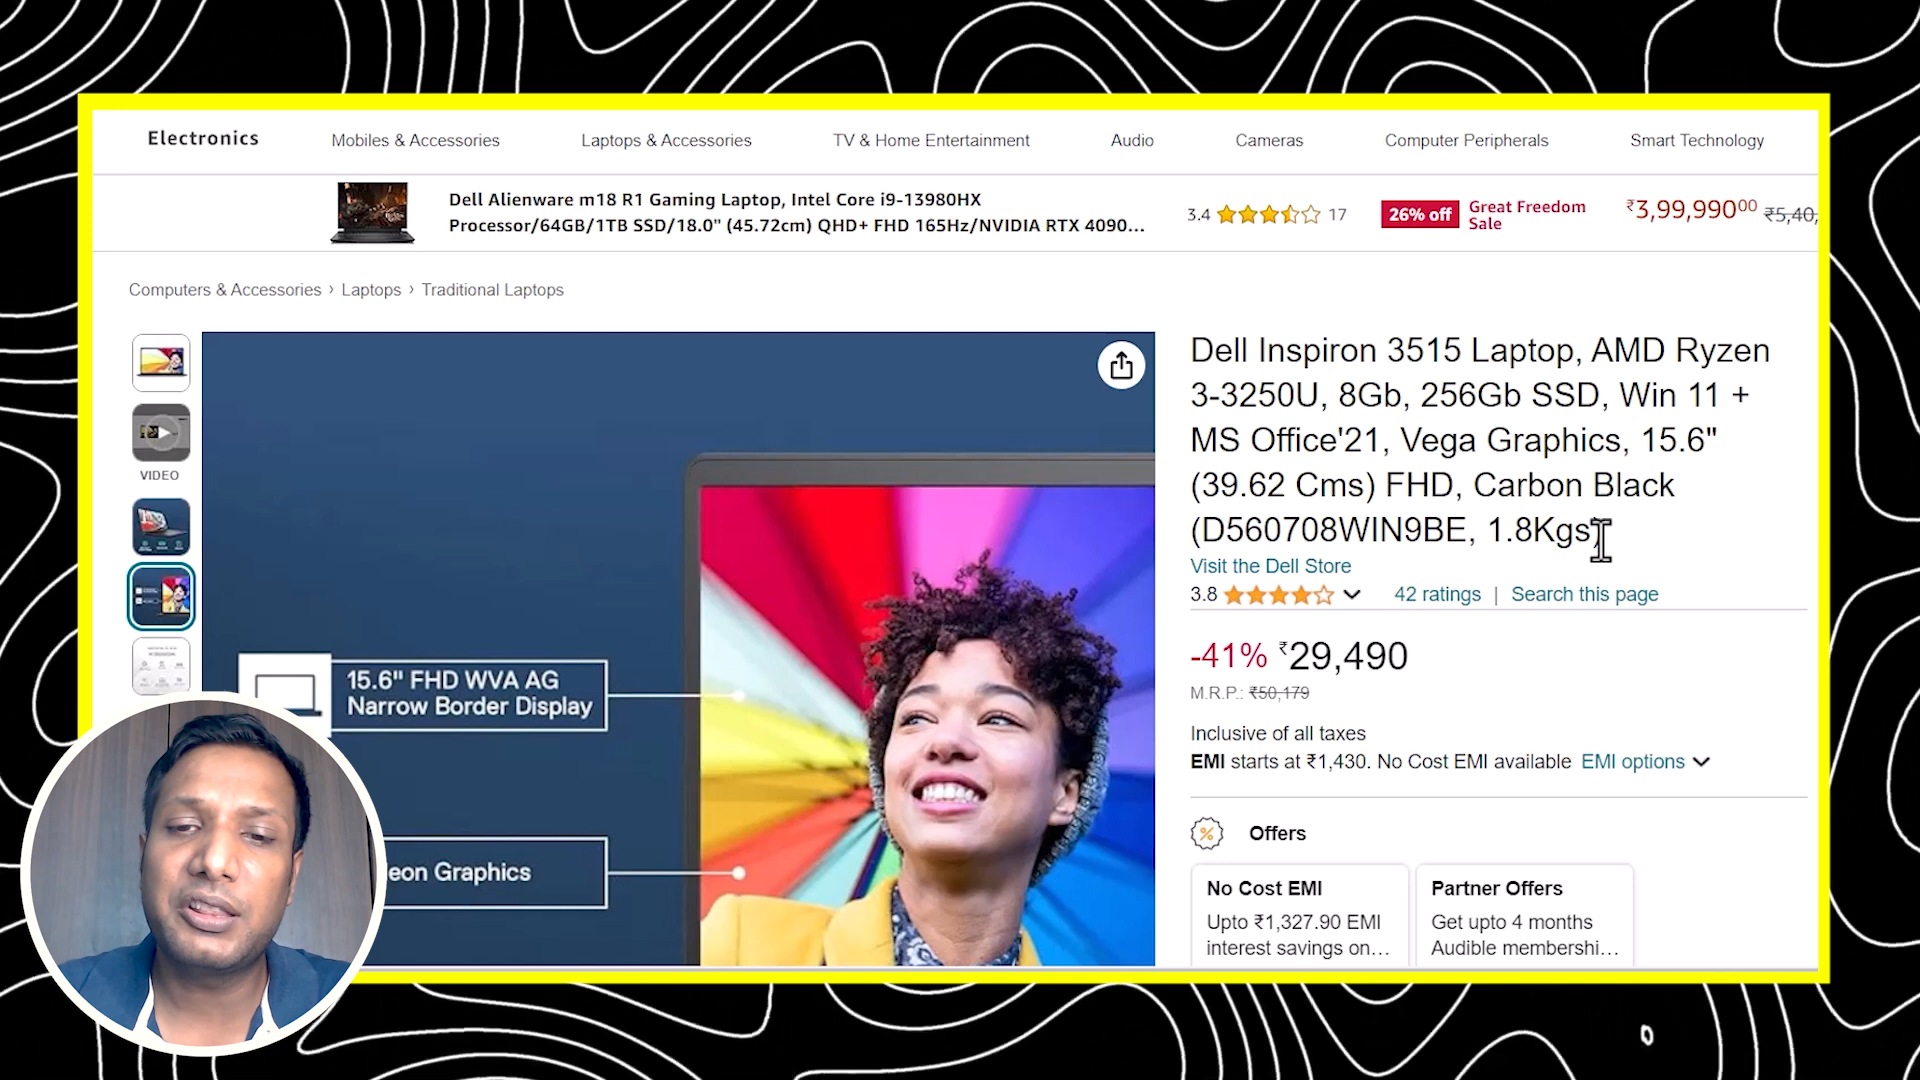 Electronics
Mobiles & Accessories
Laptops & Accessories
TV & Home Entertainment
Audio
Cameras
Computer Peripherals
Smart Technology
Dell Alienware m18 R1 Gaming Laptop, Intel Core i9-13980HX
Processor/64GB/1TB SSD/18.0" (45.72cm) QHD+ FHD 165Hz/NVIDIA RTX 4090...
3.4
17
26% off
Great Freedom
Sale
₹3,99,990⁰⁰ ₹5,40,
Computers & Accessories › Laptops › Traditional Laptops
VIDEO
15.6" FHD WVA AG
Narrow Border Display
eon Graphics
Dell Inspiron 3515 Laptop, AMD Ryzen
3-3250U, 8Gb, 256Gb SSD, Win 11 +
MS Office'21, Vega Graphics, 15.6"
(39.62 Cms) FHD, Carbon Black
(D560708WIN9BE, 1.8Kgs)
Visit the Dell Store
3.8
42 ratings | Search this page
-41% ₹29,490
M.R.P.: ₹50,179
Inclusive of all taxes
EMI starts at ₹1,430. No Cost EMI available EMI options
% Offers
No Cost EMI
Upto ₹1,327.90 EMI
interest savings on...
Partner Offers
Get upto 4 months
Audible membershi...